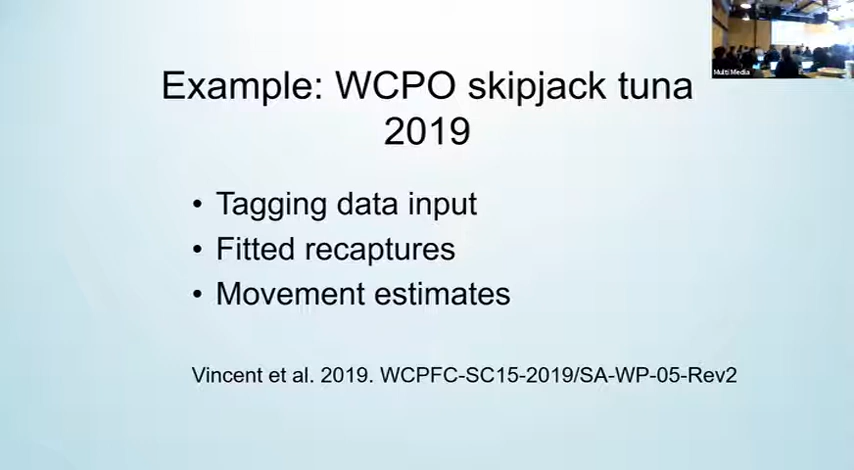 Example: WCPO skipjack tuna
2019
• Tagging data input
• Fitted recaptures
• Movement estimates
Vincent et al. 2019. WCPFC-SC15-2019/SA-WP-05-Rev2
Multi Media